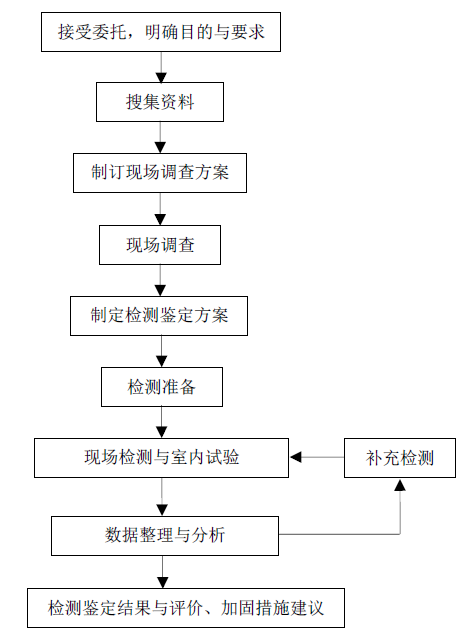 接受委托，明确目的与要求
搜集资料
制订现场调查方案
现场调查
制定检测鉴定方案
检测准备
现场检测与室内试验
补充检测
数据整理与分析
检测鉴定结果与评价、加固措施建议